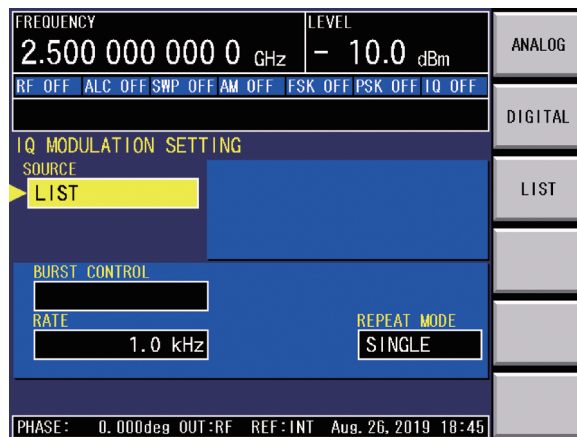 FREQUENCY
LEVEL
2.500 000 000 0 GHz
- 10.0 dBm
RF OFF ALC OFF SWP OFF AM OFF FSK OFF PSK OFF IQ OFF
IQ MODULATION SETTING
SOURCE
LIST
BURST CONTROL
RATE
1.0 kHz
REPEAT MODE
SINGLE
PHASE: 0.000deg OUT:RF REF:INT Aug. 26, 2019 18:45
ANALOG
DIGITAL
LIST